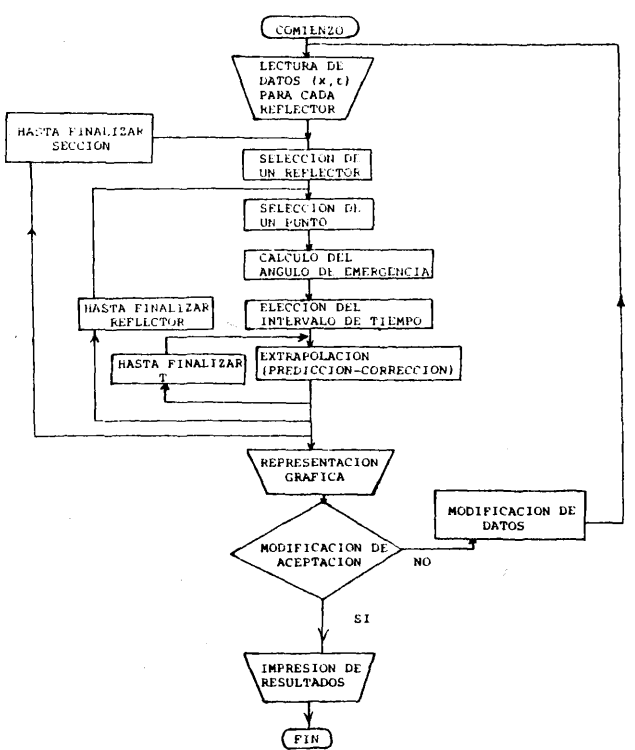 COMIENZO
LECTURA DE
DATOS (x,t)
PARA CADA
REFLECTOR
HASTA FINALIZAR
SECCION
SELECCION DE
UN REFLECTOR
SELECCION DE
UN PUNTO
CALCULO DEL
ANGULO DE EMERGENCIA
HASTA FINALIZAR
REFLECTOR
ELECCION DEL
INTERVALO DE TIEMPO
HASTA FINALIZAR
T
EXTRAPOLACION
(PREDICCION-CORRECCION)
REPRESENTACION
GRAFICA
MODIFICACION DE
DATOS
MODIFICACION DE
ACEPTACION
NO
SI
IMPRESION DE
RESULTADOS
FIN